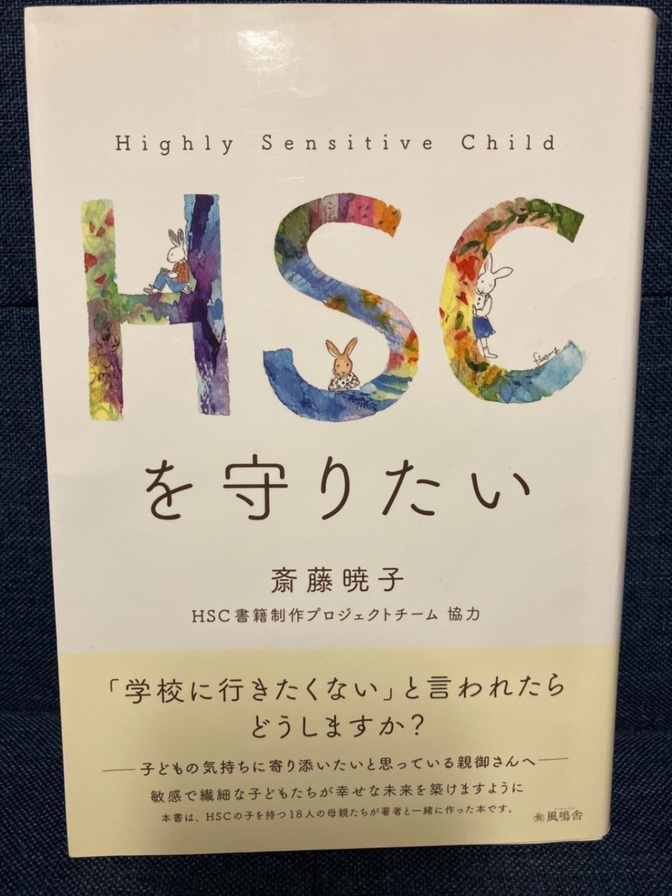 Highly Sensitive Child
HSC
を守りたい
斎藤暁子
HSC書籍制作プロジェクトチーム 協力
「学校に行きたくない」と言われたら
どうしますか?
子どもの気持ちに寄り添いたいと思っている親御さんへ
敏感で繊細な子どもたちが幸せな未来を築けますように
本書は、HSCの子を持つ18人の母親たちが著者と一緒に作った本です。
風鳴舎